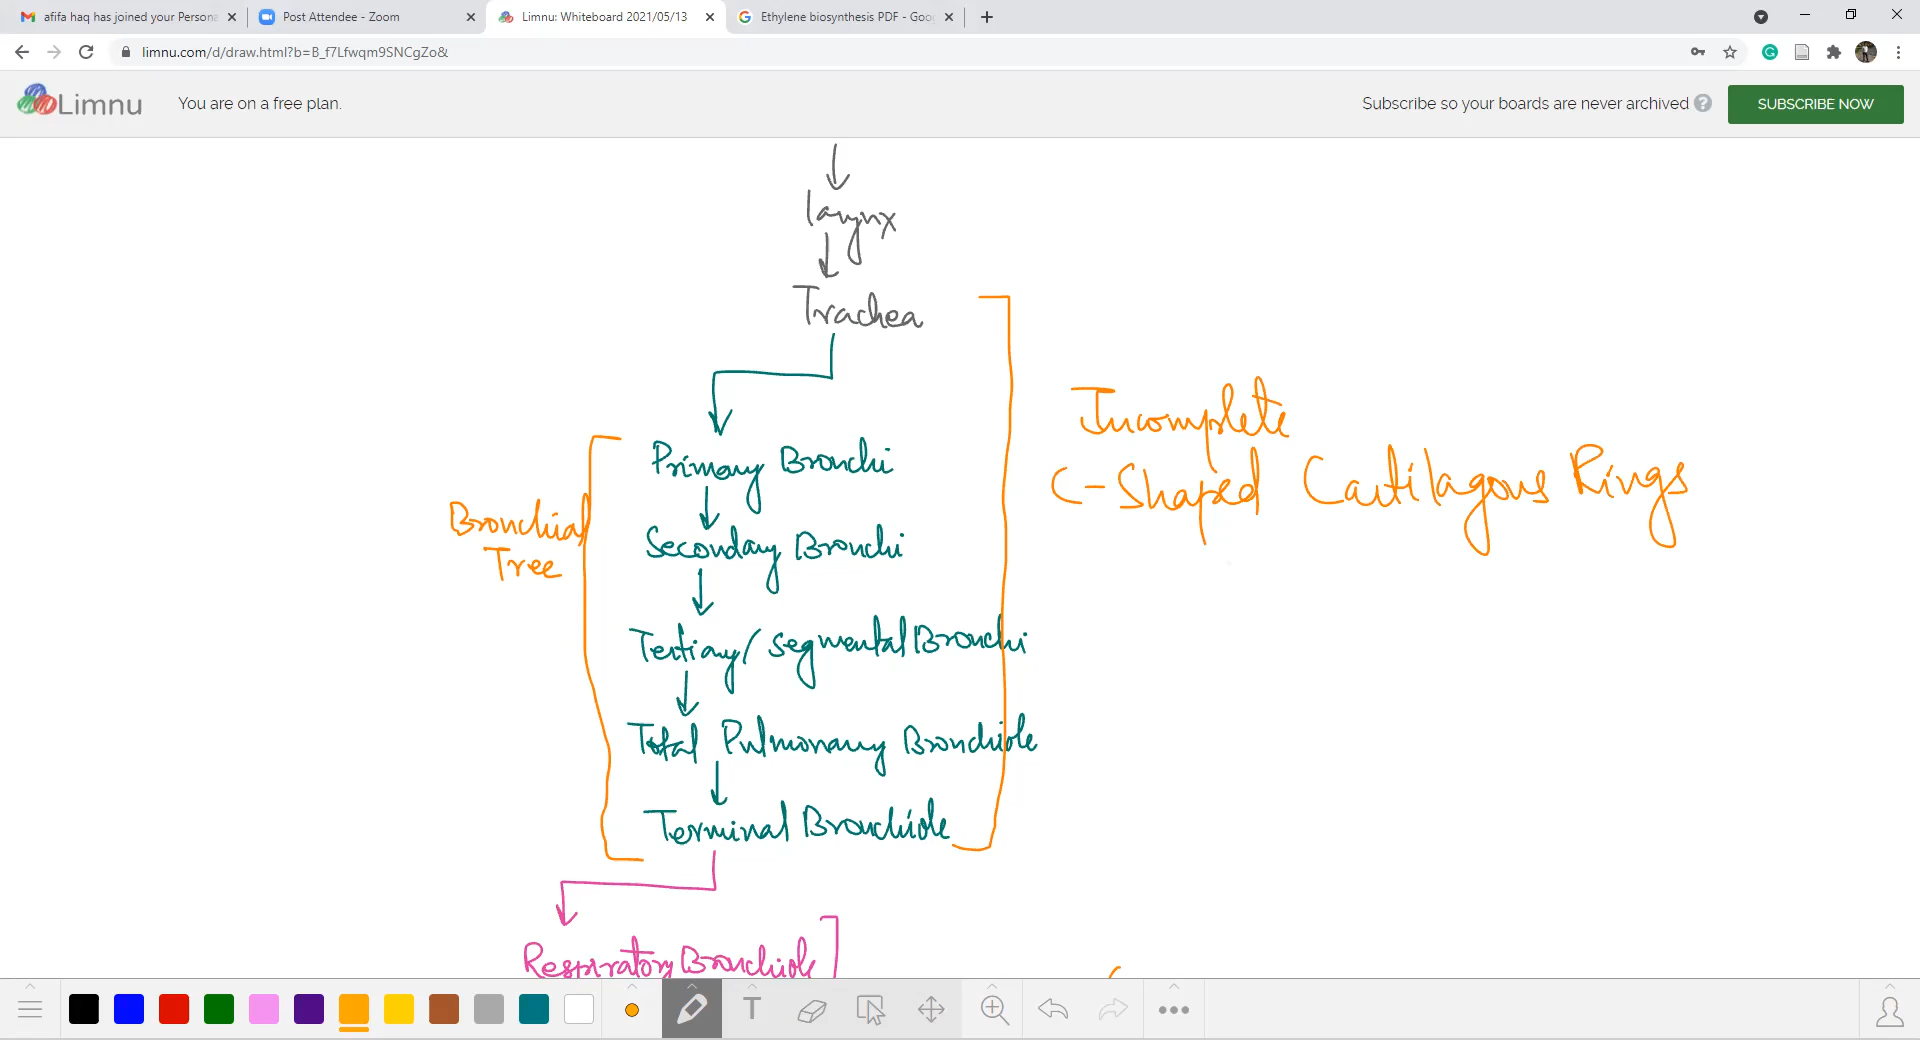 afifa haq has joined your Persona
Post Attendee - Zoom
Limnu: Whiteboard 2021/05/13
Ethylene biosynthesis PDF - Goo
limnu.com/d/draw.html?b=B_f7Lfwqm9SNCgZo&
Limnu
You are on a free plan.
Subscribe so your boards are never archived ?
SUBSCRIBE NOW
larynx
Trachea
Incomplete
C-Shaped Cartilagous Rings
Primary Bronchi
Bronchial
Tree
Secondary Bronchi
Tertiary/Segmental Bronchi
Total Pulmonary Bronchiole
Terminal Bronchiole
Respiratory Bronchiole
T